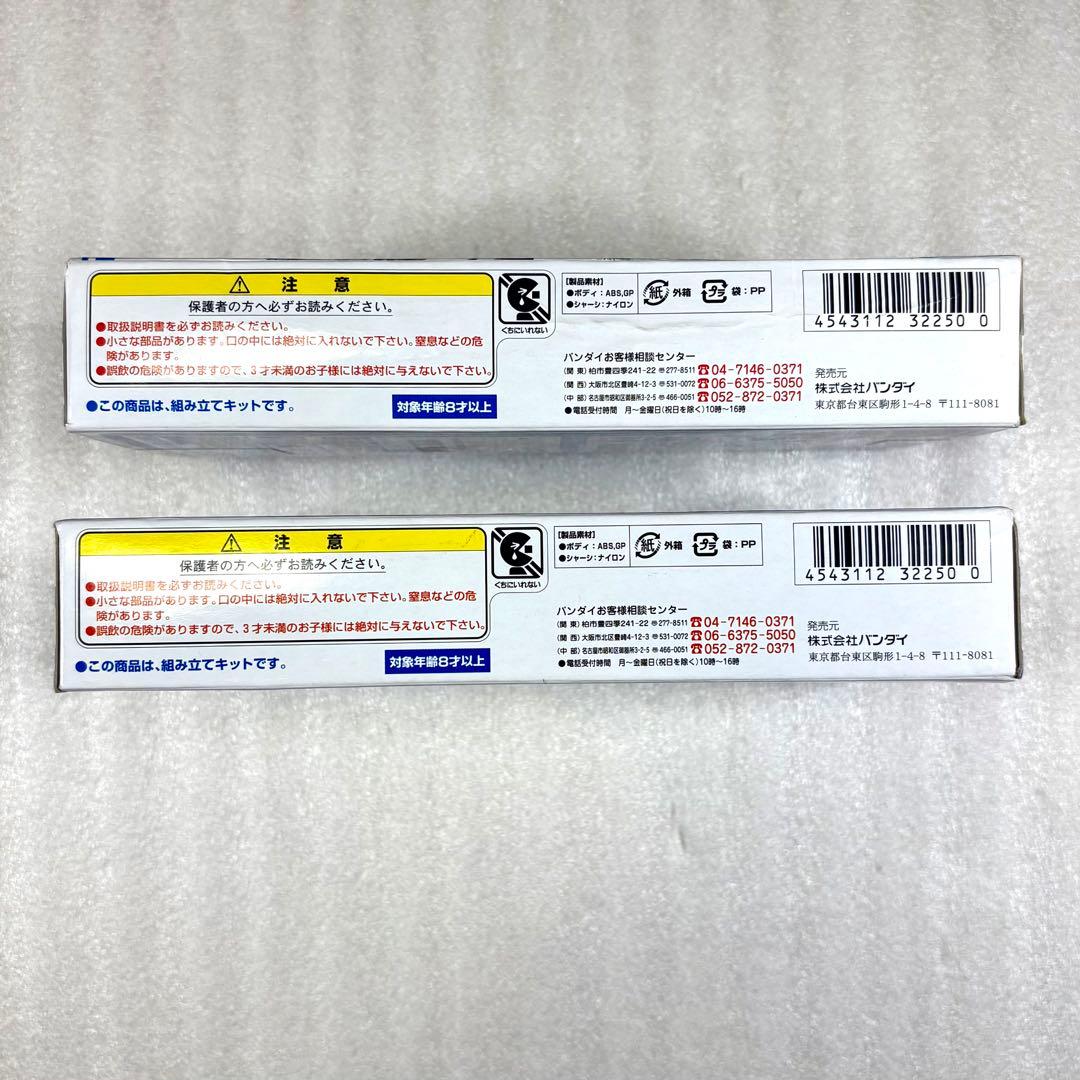 ⚠ 注意
保護者の方へ必ずお読みください。
●取扱説明書を必ずお読みください。
●小さな部品があります。口の中には絶対に入れないで下さい。窒息などの危
険があります。
●誤飲の危険がありますので、3才未満のお子様には絶対に与えないで下さい。
●この商品は、組み立てキットです。
対象年齢8才以上
くちにいれない
【製品素材】
●ボディ:ABS,GP
●シャーシ:ナイロン
紙 外箱
プラ 袋:PP
バンダイお客様相談センター
(関 東)柏市豊四季241-22 〒277-8511 ☎04-7146-0371
(関 西)大阪市北区豊崎4-12-3 〒531-0072 ☎06-6375-5050
(中 部)名古屋市昭和区御器所3-2-5 〒466-0051 ☎052-872-0371
●電話受付時間 月〜金曜日(祝日を除く)10時〜16時
4543112 32250 0
発売元
株式会社バンダイ
東京都台東区駒形1-4-8 〒111-8081
⚠ 注意
保護者の方へ必ずお読みください。
●取扱説明書を必ずお読みください。
●小さな部品があります。口の中には絶対に入れないで下さい。窒息などの危
険があります。
●誤飲の危険がありますので、3才未満のお子様には絶対に与えないで下さい。
●この商品は、組み立てキットです。
対象年齢8才以上
くちにいれない
【製品素材】
●ボディ:ABS,GP
●シャーシ:ナイロン
紙 外箱
プラ 袋:PP
バンダイお客様相談センター
(関 東)柏市豊四季241-22 〒277-8511 ☎04-7146-0371
(関 西)大阪市北区豊崎4-12-3 〒531-0072 ☎06-6375-5050
(中 部)名古屋市昭和区御器所3-2-5 〒466-0051 ☎052-872-0371
●電話受付時間 月〜金曜日(祝日を除く)10時〜16時
4543112 32250 0
発売元
株式会社バンダイ
東京都台東区駒形1-4-8 〒111-8081